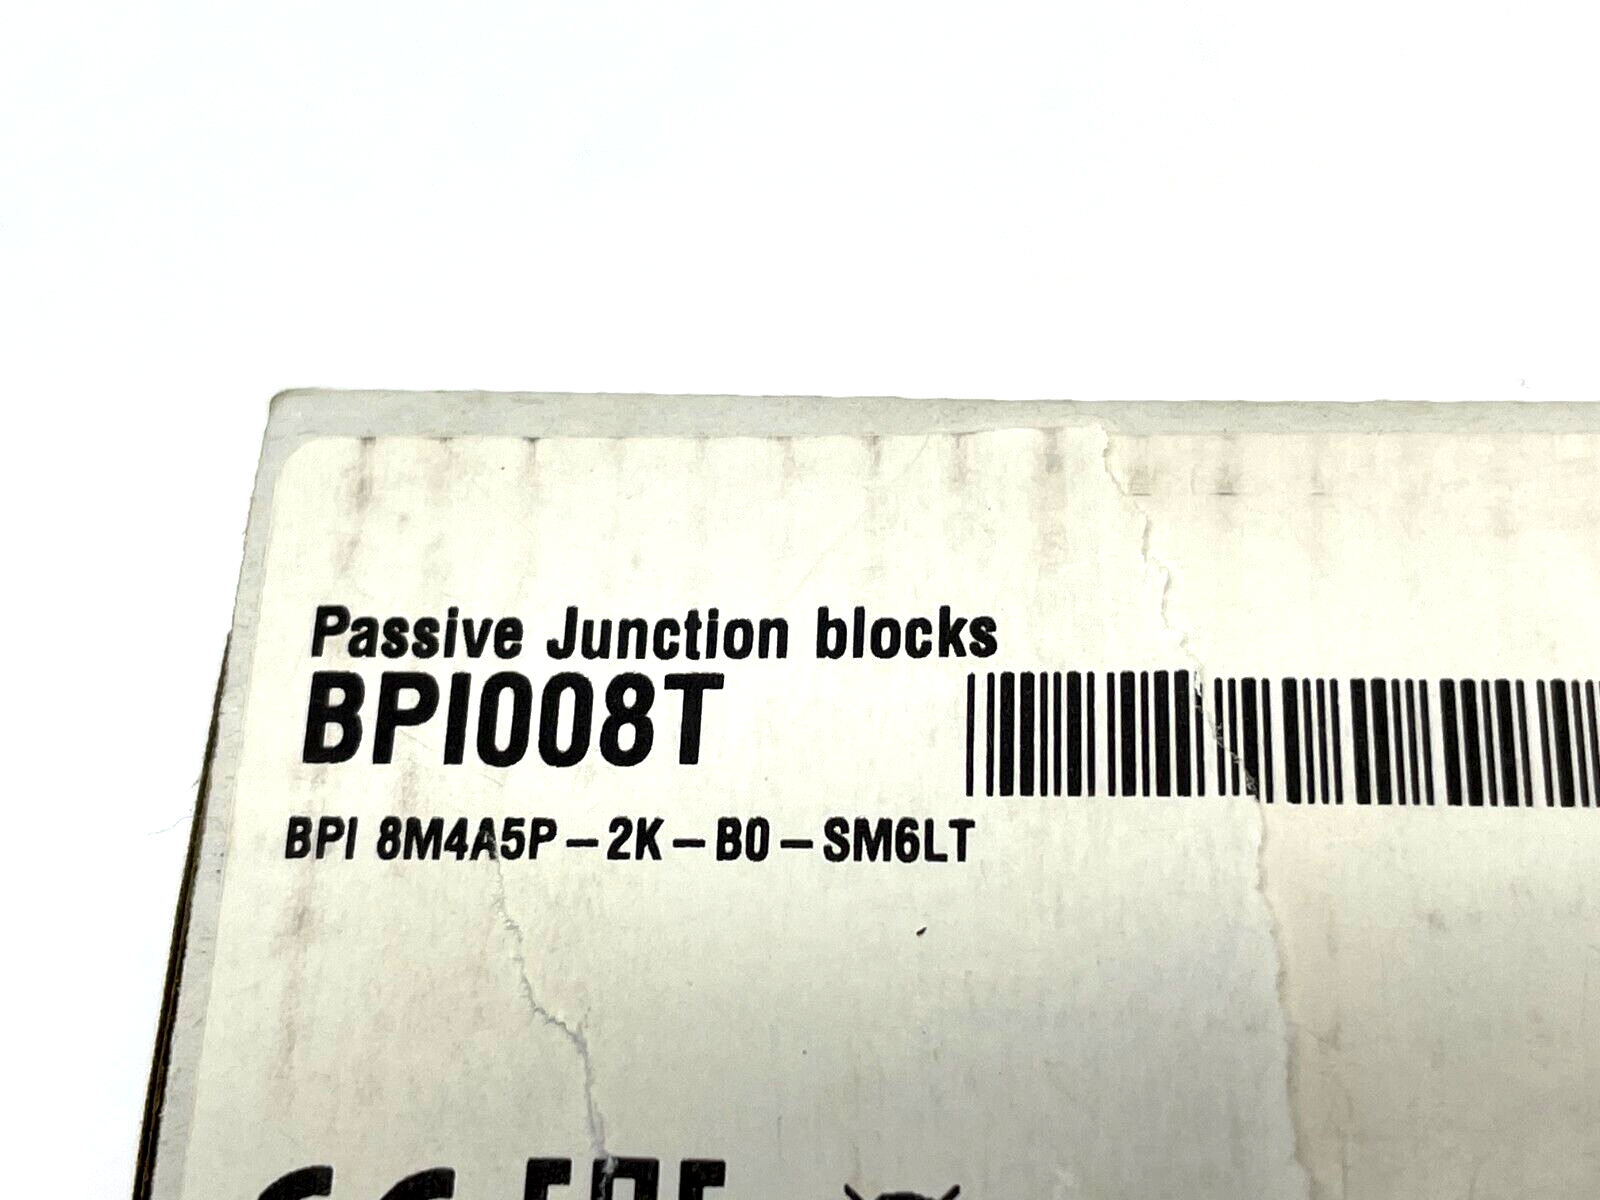 Passive Junction blocks
BPI008T
BPI 8M4A5P-2K-B0-SM6LT